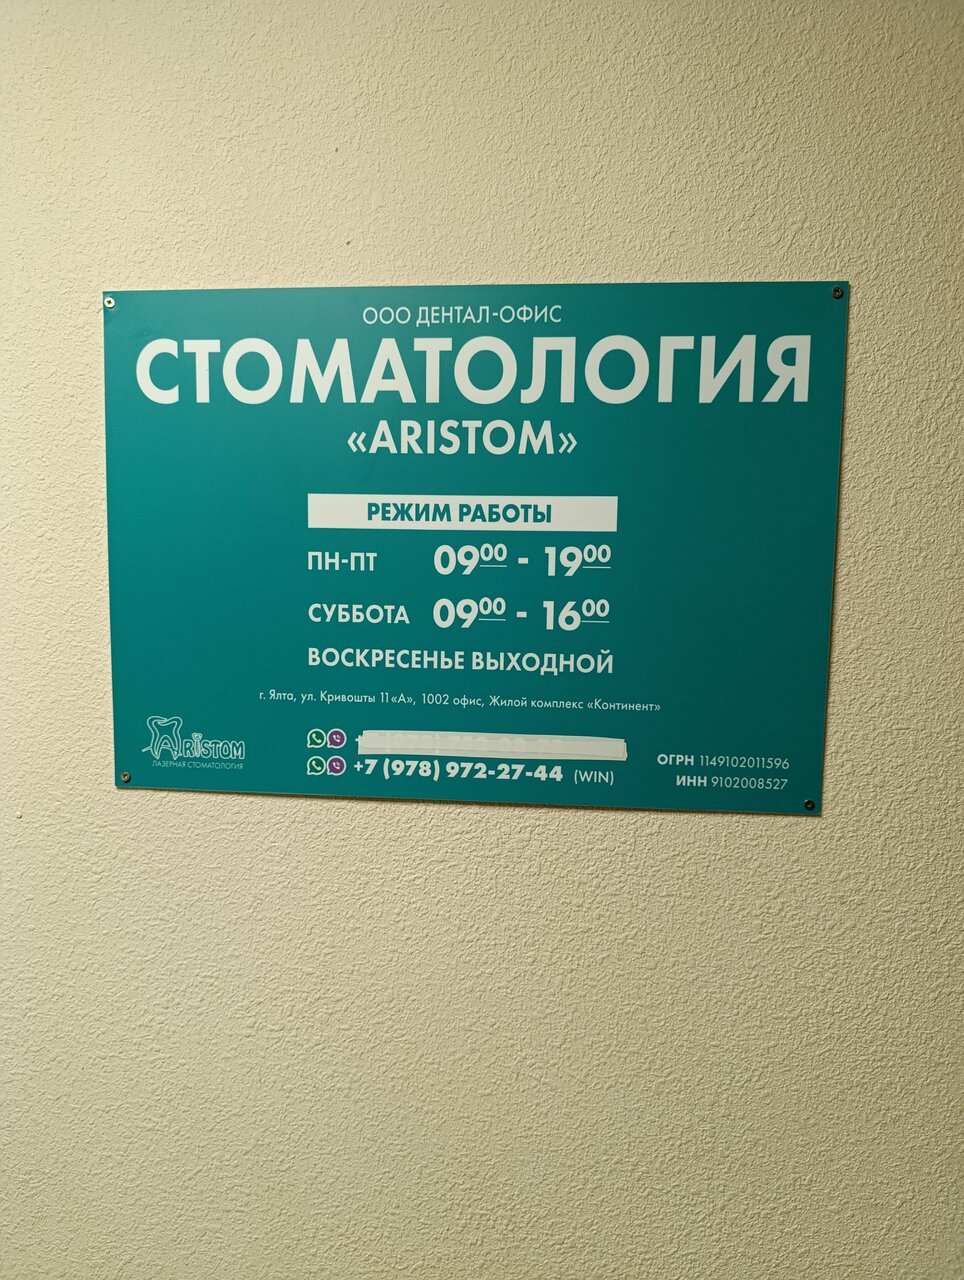 ООО ДЕНТАЛ-ОФИС
СТОМАТОЛОГИЯ
«ARISTOM»
РЕЖИМ РАБОТЫ
ПН-ПТ 09⁰⁰ - 19⁰⁰
СУББОТА 09⁰⁰ - 16⁰⁰
ВОСКРЕСЕНЬЕ ВЫХОДНОЙ
г. Ялта, ул. Кривошты 11«А», 1002 офис, Жилой комплекс «Континент»
ARISTOM
ЛАЗЕРНАЯ СТОМАТОЛОГИЯ
+7 (978) 972-27-44 (WIN)
ОГРН 1149102011596
ИНН 9102008527